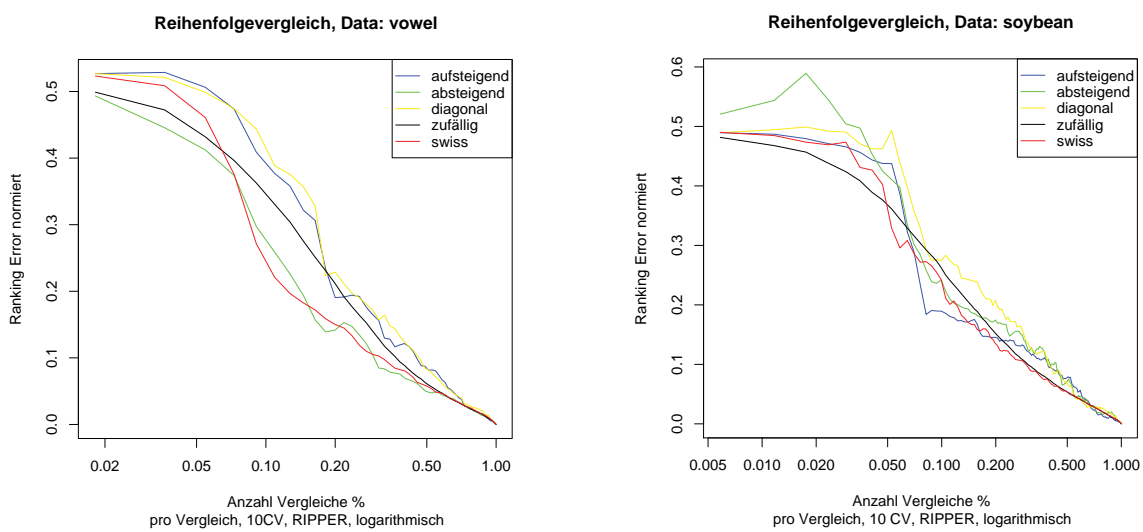 Reihenfolgevergleich, Data: vowel
Ranking Error normiert
0.5
0.4
0.3
0.2
0.1
0.0
aufsteigend
absteigend
diagonal
zufällig
swiss
0.02
0.05
0.10
0.20
0.50
1.00
Anzahl Vergleiche %
pro Vergleich, 10CV, RIPPER, logarithmisch
Reihenfolgevergleich, Data: soybean
Ranking Error normiert
0.6
0.5
0.4
0.3
0.2
0.1
0.0
aufsteigend
absteigend
diagonal
zufällig
swiss
0.005
0.010
0.020
0.050
0.100
0.200
0.500
1.000
Anzahl Vergleiche %
pro Vergleich, 10 CV, RIPPER, logarithmisch